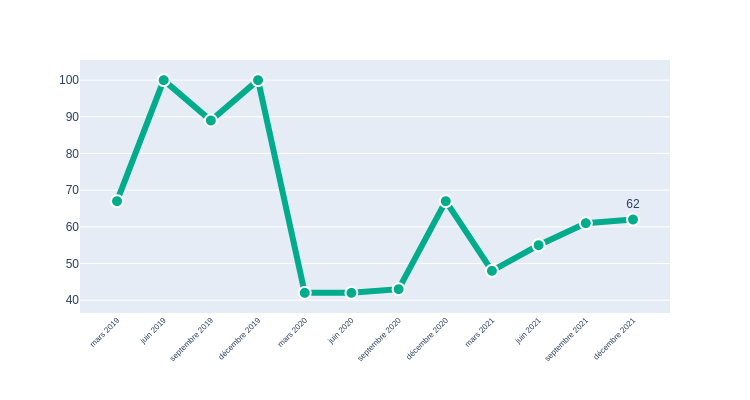 100
90
80
70
60
50
40
62
mars 2019
juin 2019
septembre 2019
décembre 2019
mars 2020
juin 2020
septembre 2020
décembre 2020
mars 2021
juin 2021
septembre 2021
décembre 2021